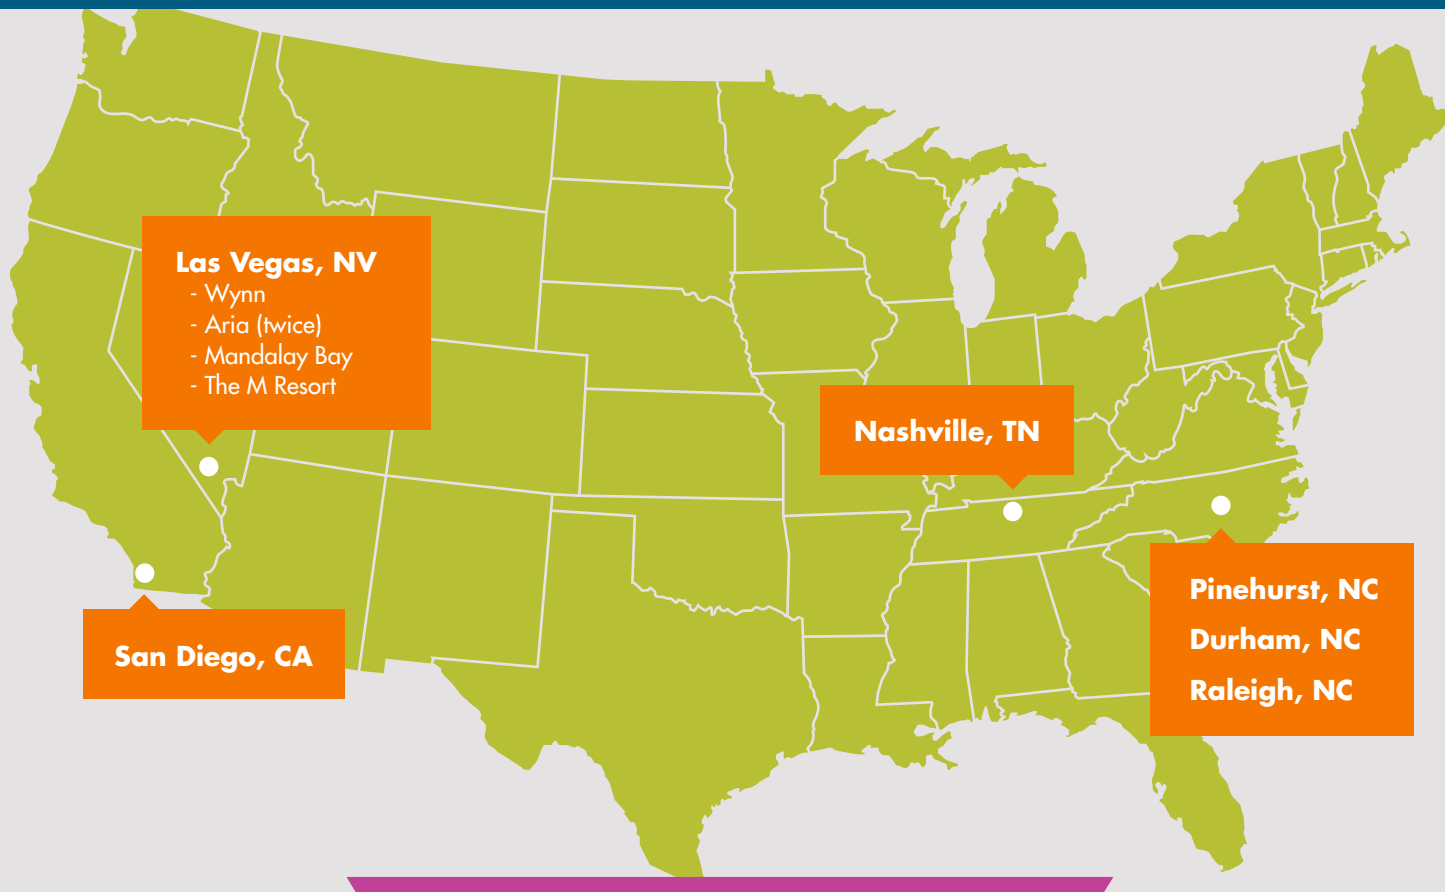 Las Vegas, NV
- Wynn
- Aria (twice)
- Mandalay Bay
- The M Resort
Nashville, TN
San Diego, CA
Pinehurst, NC
Durham, NC
Raleigh, NC